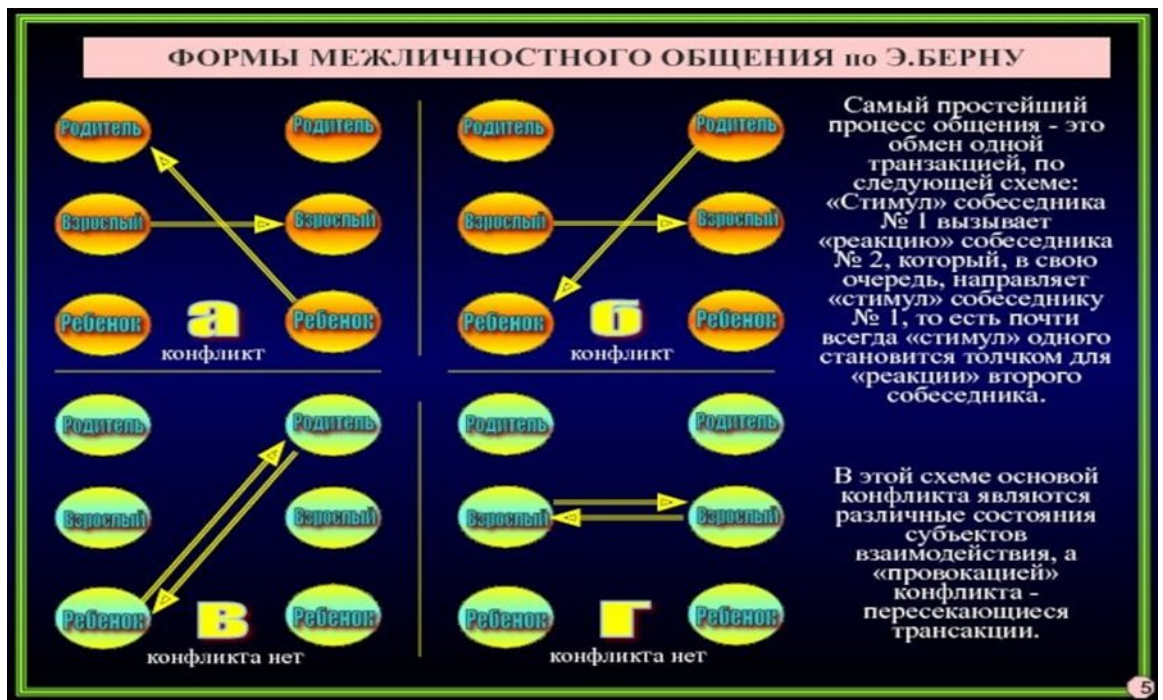 ФОРМЫ МЕЖЛИЧНОСТНОГО ОБЩЕНИЯ по Э.БЕРНУ
Родитель
Родитель
Взрослый
Взрослый
Ребенок
а
Ребенок
конфликт
Родитель
Родитель
Взрослый
Взрослый
Ребенок
б
Ребенок
конфликт
Родитель
Родитель
Взрослый
Взрослый
Ребенок
в
Ребенок
конфликта нет
Родитель
Родитель
Взрослый
Взрослый
Ребенок
г
Ребенок
конфликта нет
Самый простейший
процесс общения - это
обмен одной
транзакцией, по
следующей схеме:
«Стимул» собеседника
№ 1 вызывает
«реакцию» собеседника
№ 2, который, в свою
очередь, направляет
«стимул» собеседнику
№ 1, то есть почти
всегда «стимул» одного
становится толчком для
«реакции» второго
собеседника.
В этой схеме основой
конфликта являются
различные состояния
субъектов
взаимодействия, а
«провокацией»
конфликта -
пересекающиеся
трансакции.
5